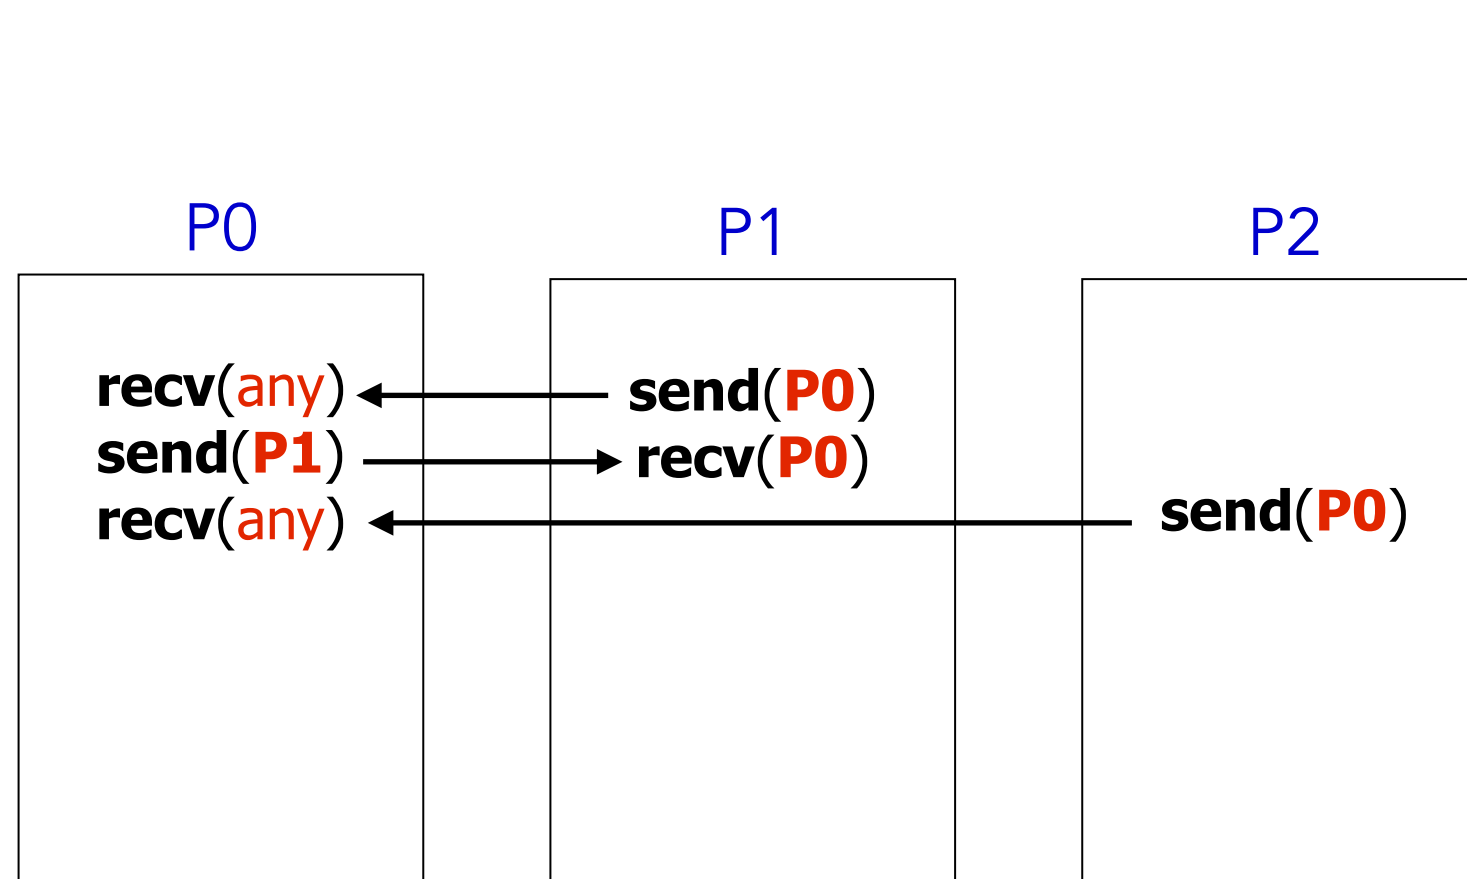 P0
P1
P2
recv(any)
send(P1)
recv(any)
send(P0)
recv(P0)
send(P0)